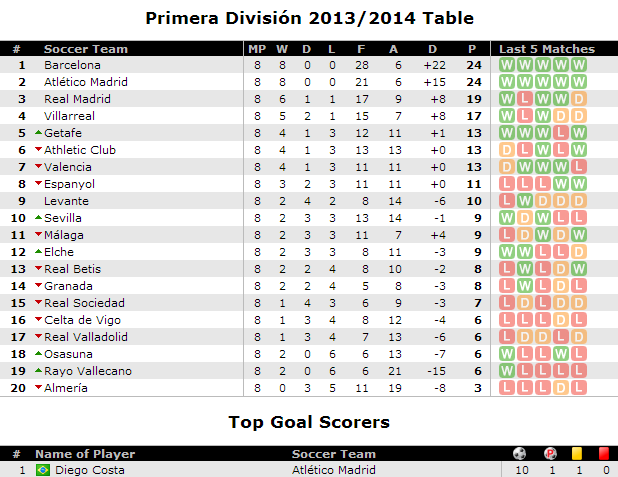 Primera División 2013/2014 Table
# Soccer Team MP W D L F A D P Last 5 Matches
1 Barcelona 8 8 0 0 28 6 +22 24 W W W W W
2 Atlético Madrid 8 8 0 0 21 6 +15 24 W W W W W
3 Real Madrid 8 6 1 1 17 9 +8 19 W L W W D
4 Villarreal 8 5 2 1 15 7 +8 17 W L W D D
5 Getafe 8 4 1 3 12 11 +1 13 W W W L W
6 Athletic Club 8 4 1 3 13 13 +0 13 D L W L W
7 Valencia 8 4 1 3 11 11 +0 13 D W W W L
8 Espanyol 8 3 2 3 11 11 +0 11 L L L W W
9 Levante 8 2 4 2 8 14 -6 10 L W D D D
10 Sevilla 8 2 3 3 13 14 -1 9 W D W L L
11 Málaga 8 2 3 3 11 7 +4 9 L D W D W
12 Elche 8 2 3 3 8 11 -3 9 W W L L D
13 Real Betis 8 2 2 4 8 10 -2 8 L W L D W
14 Granada 8 2 2 4 5 8 -3 8 L W L D L
15 Real Sociedad 8 1 4 3 6 9 -3 7 L D L D D
16 Celta de Vigo 8 1 3 4 8 12 -4 6 L L L D L
17 Real Valladolid 8 1 3 4 7 13 -6 6 L D D L D
18 Osasuna 8 2 0 6 6 13 -7 6 W L L W L
19 Rayo Vallecano 8 2 0 6 6 21 -15 6 W L L L L
20 Almería 8 0 3 5 11 19 -8 3 L L L D L
Top Goal Scorers
# Name of Player Soccer Team P
1 Diego Costa Atlético Madrid 10 1 1 0